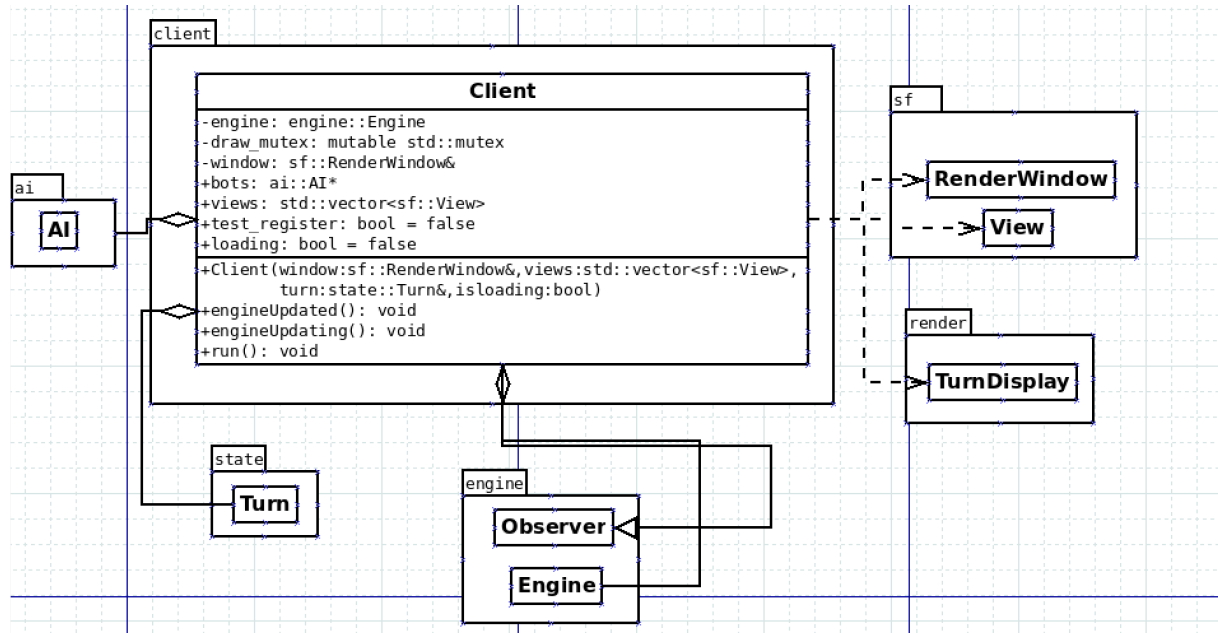 client
Client
-engine: engine::Engine
-draw_mutex: mutable std::mutex
-window: sf::RenderWindow&
+bots: ai::AI*
+views: std::vector<sf::View>
+test_register: bool = false
+loading: bool = false
+Client(window:sf::RenderWindow&,views:std::vector<sf::View>,
turn:state::Turn&,isloading:bool)
+engineUpdated(): void
+engineUpdating(): void
+run(): void
ai
AI
sf
RenderWindow
View
render
TurnDisplay
state
Turn
engine
Observer
Engine